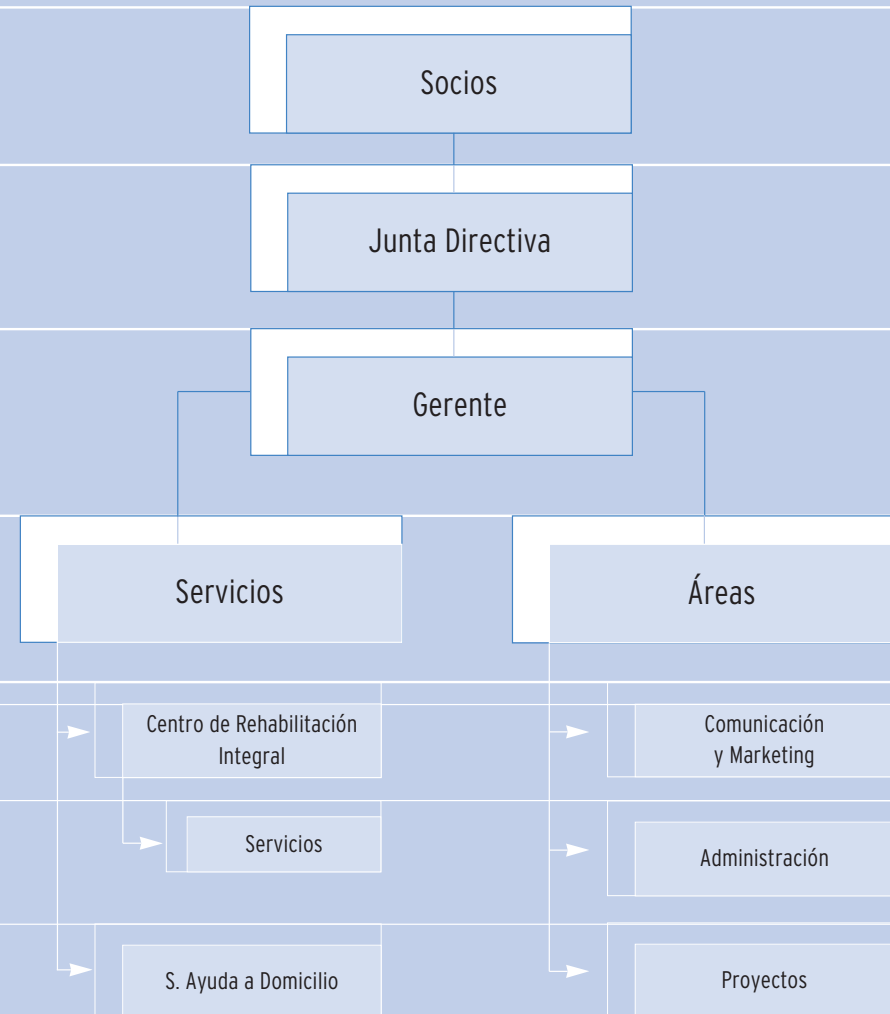 Socios
Junta Directiva
Gerente
Servicios
Áreas
Centro de Rehabilitación
Integral
Comunicación
y Marketing
Servicios
Administración
S. Ayuda a Domicilio
Proyectos